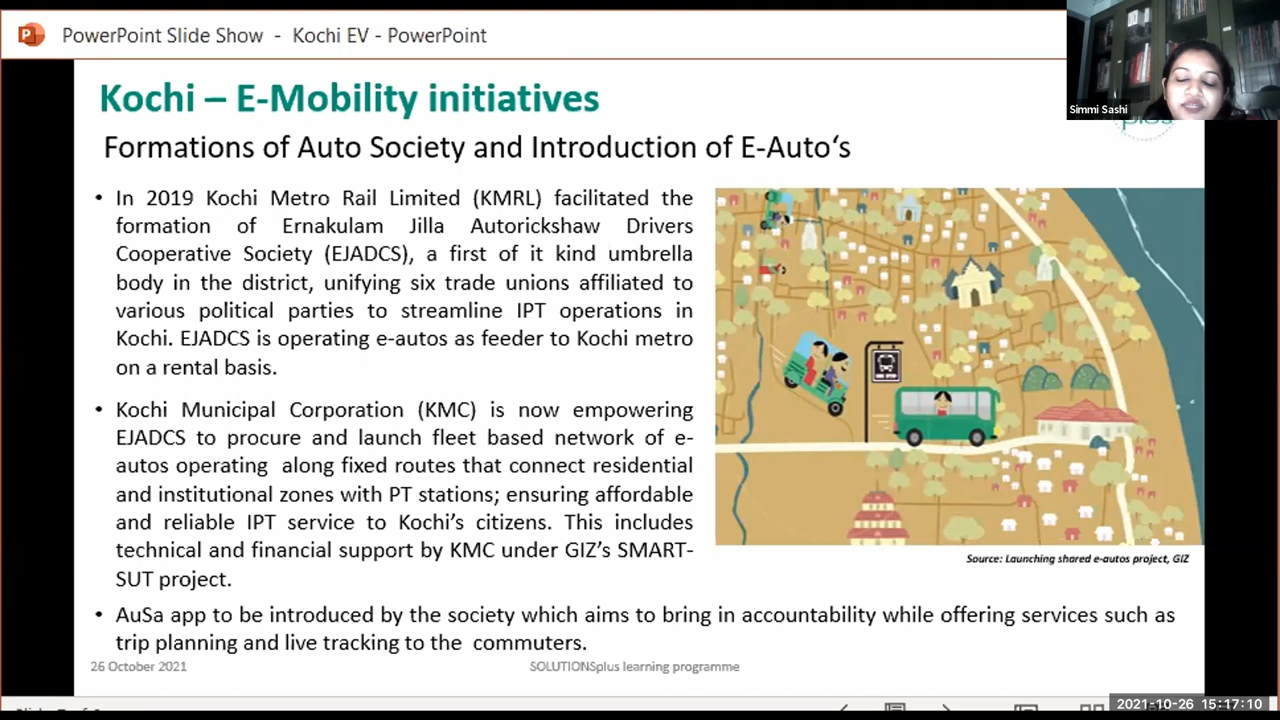 PowerPoint Slide Show - Kochi EV - PowerPoint
Simmi Sashi
Kochi – E-Mobility initiatives
plus
Formations of Auto Society and Introduction of E-Auto‘s
• In 2019 Kochi Metro Rail Limited (KMRL) facilitated the
formation of Ernakulam Jilla Autorickshaw Drivers
Cooperative Society (EJADCS), a first of it kind umbrella
body in the district, unifying six trade unions affiliated to
various political parties to streamline IPT operations in
Kochi. EJADCS is operating e-autos as feeder to Kochi metro
on a rental basis.
• Kochi Municipal Corporation (KMC) is now empowering
EJADCS to procure and launch fleet based network of e-
autos operating along fixed routes that connect residential
and institutional zones with PT stations; ensuring affordable
and reliable IPT service to Kochi’s citizens. This includes
technical and financial support by KMC under GIZ’s SMART-
SUT project.
Source: Launching shared e-autos project, GIZ
• AuSa app to be introduced by the society which aims to bring in accountability while offering services such as
trip planning and live tracking to the commuters.
26 October 2021
SOLUTIONSplus learning programme
2021-10-26 15:17:10